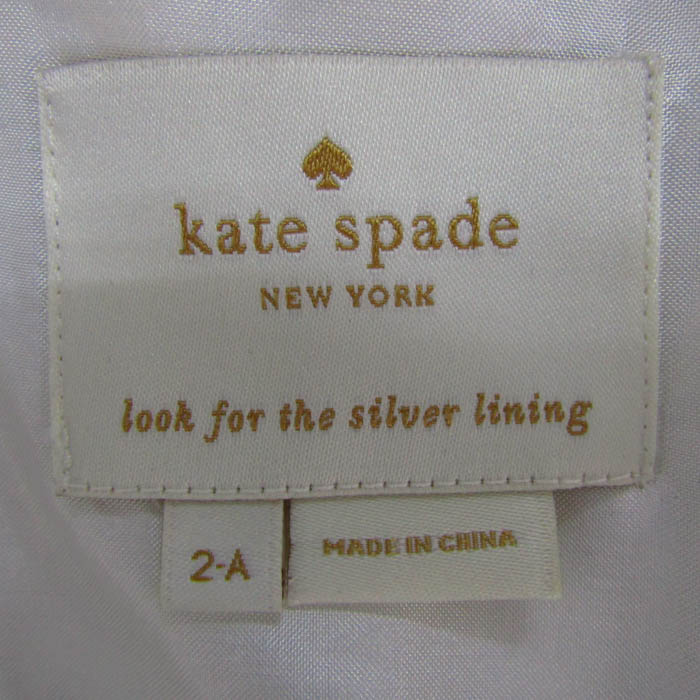 kate spade
NEW YORK
look for the silver lining
2-A
MADE IN CHINA